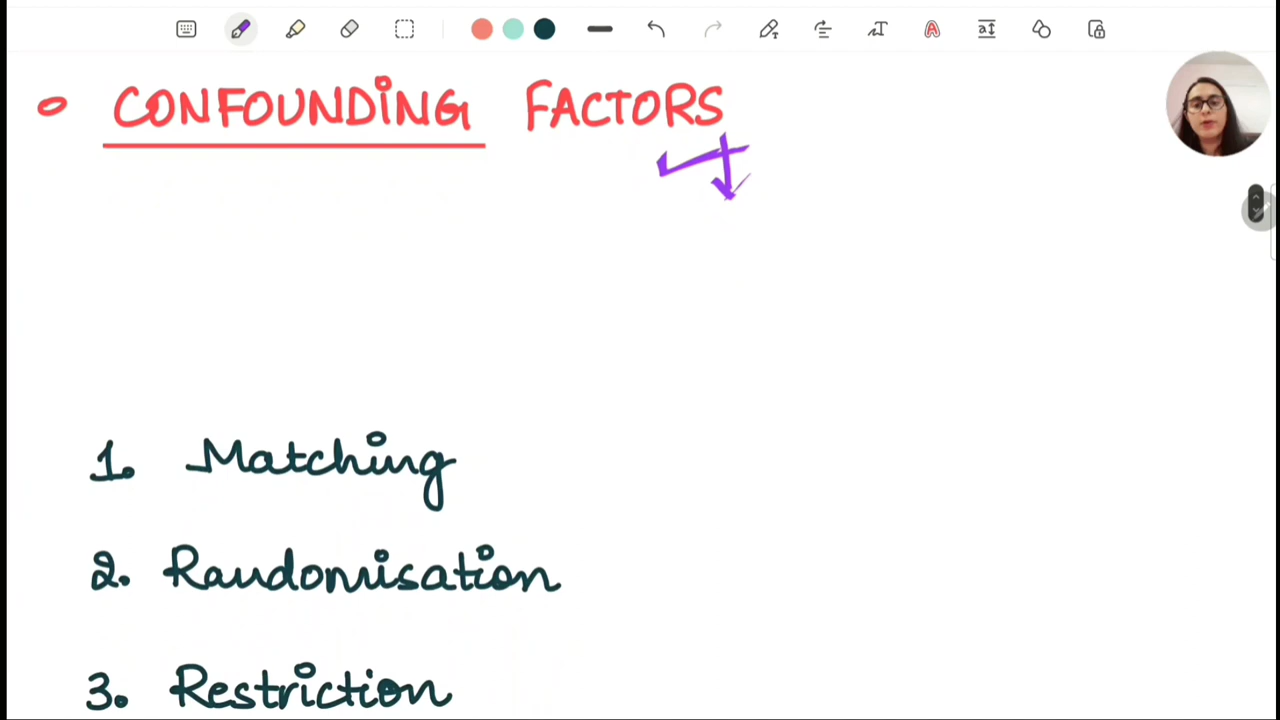 CONFOUNDING FACTORS
1. Matching
2. Randomisation
3. Restriction